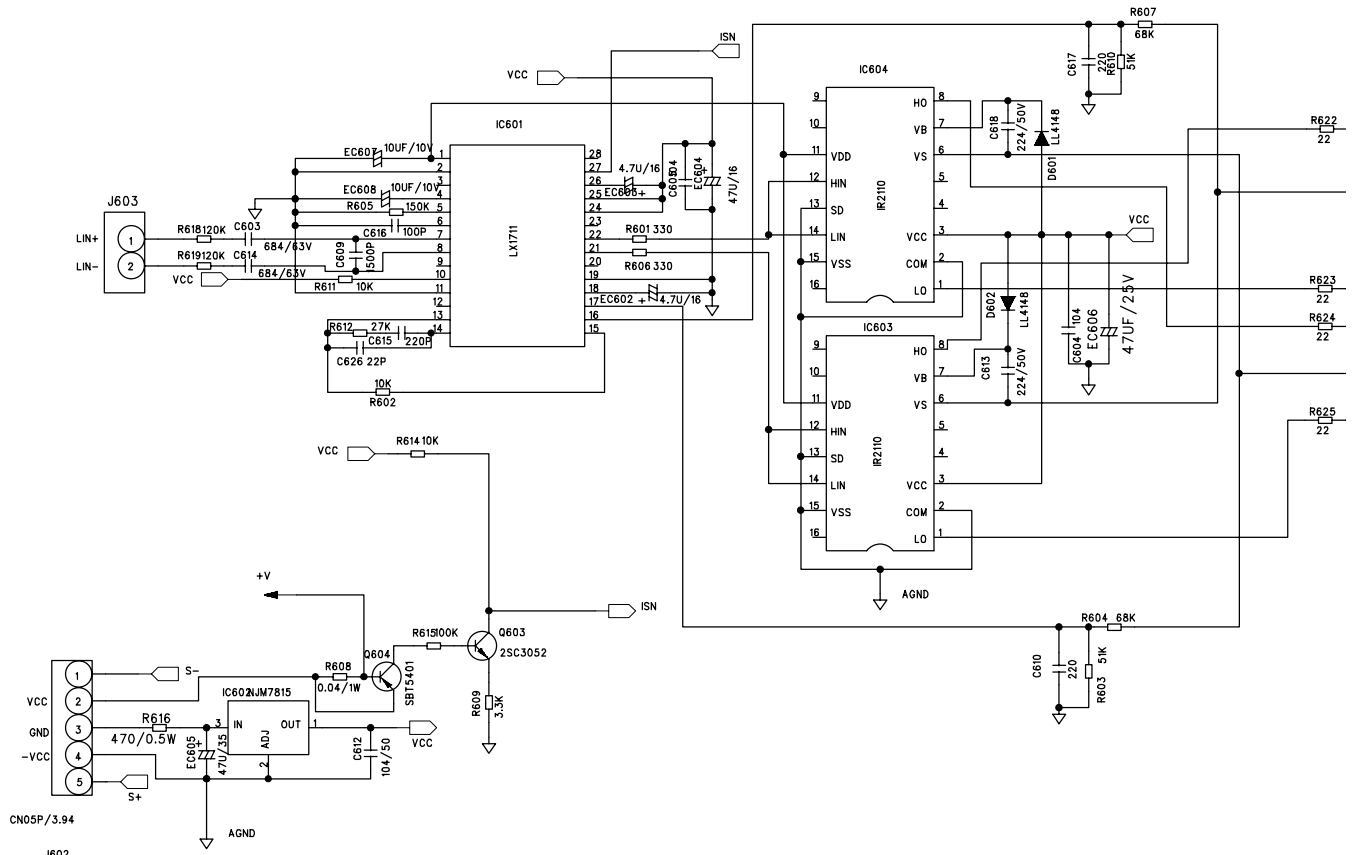 R607
68K
ISN
C617
220
R610
51K
VCC
IC604
9
HO
8
10
VB
7
C618
224/50V
LL4148
D601
R622
22
IC601
EC607
10UF/10V
1
28
2
27
4.7U/16
C605
104
EC604
+
47U/16
11
VDD
VS
6
3
26
EC603+
EC608
10UF/10V
4
25
12
HIN
5
J603
R605
150K
5
24
IR2110
4
C616
100P
6
23
13
SD
LIN+
1
R618
120K
C603
684/63V
7
22
R601
330
14
LIN
VCC
3
VCC
C609
1500P
LX1711
8
21
LIN-
2
R619
120K
C614
684/63V
9
20
R606
330
15
VSS
COM
2
VCC
R611
10K
10
19
16
LO
1
R623
22
11
18
EC602
+
4.7U/16
D602
LL4148
C604
104
EC606
47UF/25V
12
17
13
16
R624
22
R612
27K
14
15
IC603
C615
220P
9
HO
8
C626
22P
10
VB
7
C613
224/50V
10K
R602
11
VDD
VS
6
12
HIN
5
R625
22
VCC
R614
10K
13
SD
4
IR2110
14
LIN
VCC
3
15
VSS
COM
2
16
LO
1
+V
AGND
ISN
R604
68K
R615
100K
Q603
2SC3052
C610
220
51K
R603
Q604
R608
0.04/1W
SBT5401
1
S-
IC602
NJM7815
R609
3.3K
VCC
2
R616
470/0.5W
3
IN
OUT
1
GND
3
VCC
ADJ
2
EC605
+
47U/35
C612
104/50
-VCC
4
5
S+
CN05P/3.94
AGND
J602